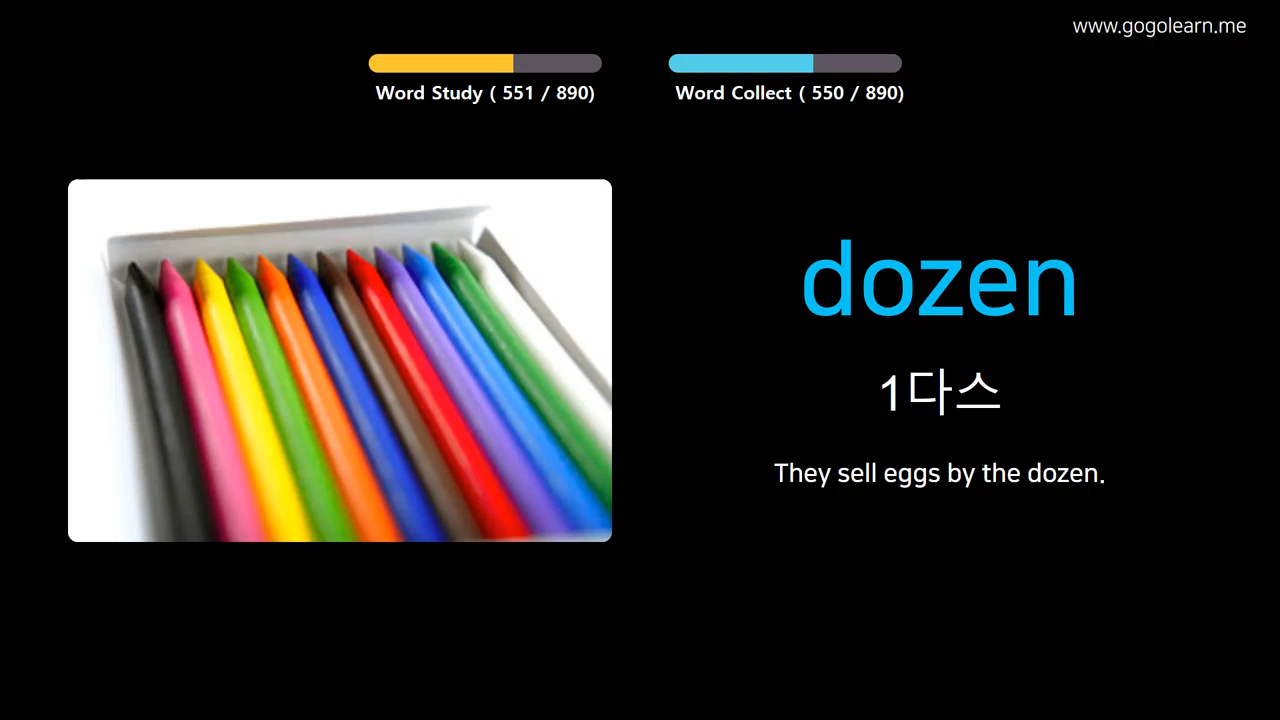 www.gogolearn.me
Word Study ( 551 / 890)
Word Collect ( 550 / 890)
dozen
1다스
They sell eggs by the dozen.